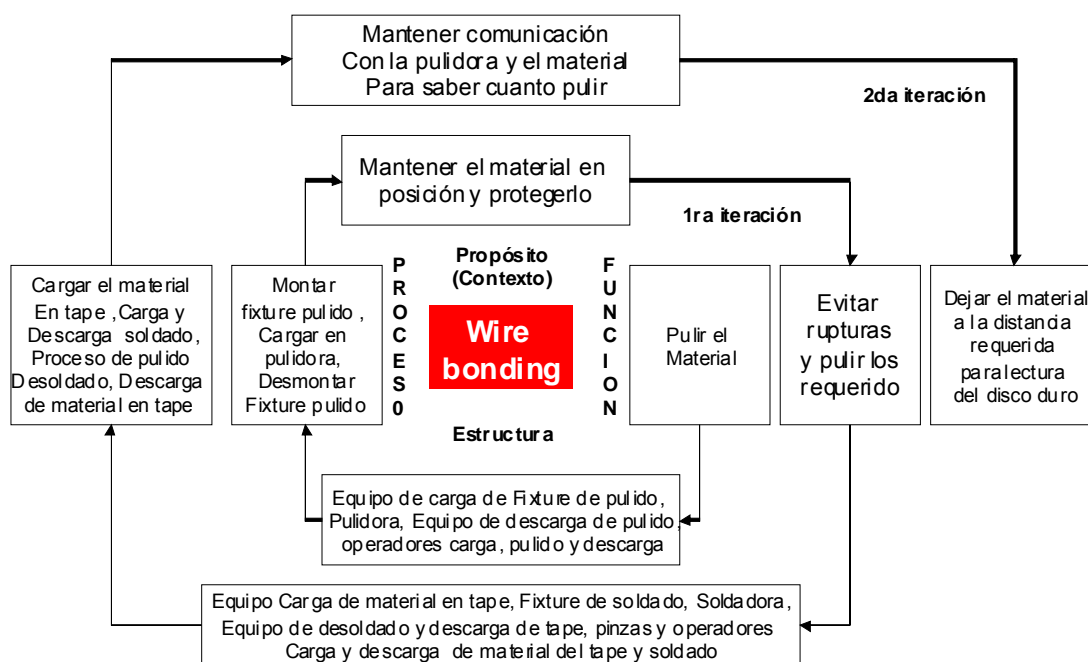 Mantener comunicación
Con la pulidora y el material
Para saber cuanto pulir
2da iteración
Mantener el material en
posición y protegerlo
1ra iteración
Cargar el material
En tape ,Carga y
Descarga soldado,
Proceso de pulido
Desoldado, Descarga
de material en tape
Montar
fixture pulido ,
Cargar en
pulidora,
Desmontar
Fixture pulido
PROCES0
Propósito
(Contexto)
Wire
bonding
Estructura
FUNCION
Pulir el
Material
Evitar
rupturas
y pulir los
requerido
Dejar el material
a la distancia
requerida
para lectura
del disco duro
Equipo de carga de Fixture de pulido,
Pulidora, Equipo de descarga de pulido,
operadores carga, pulido y descarga
Equipo Carga de material en tape, Fixture de soldado, Soldadora,
Equipo de desoldado y descarga de tape, pinzas y operadores
Carga y descarga de material del tape y soldado